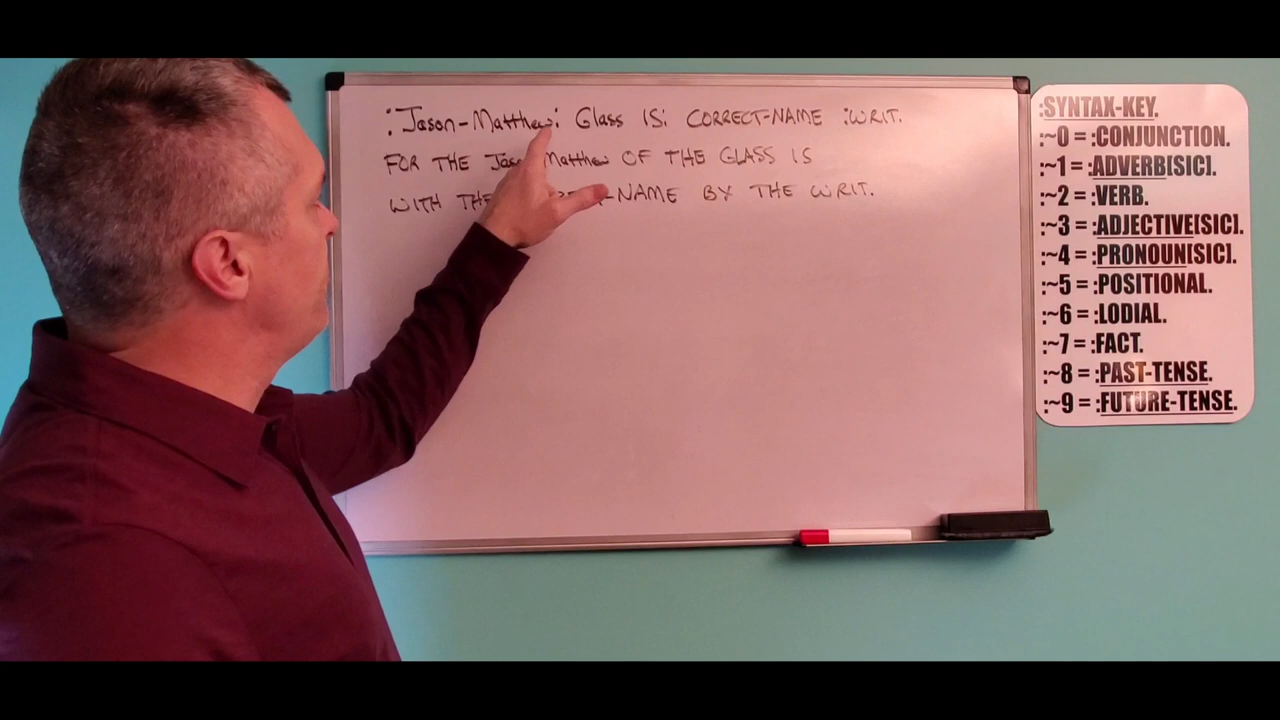 :Jason-Matthew: Glass IS: CORRECT-NAME :WRIT.
FOR THE Matthew OF THE GLASS IS
WITH THE -NAME BY THE WRIT.
:SYNTAX-KEY.
:~0 = :CONJUNCTION.
:~1 = :ADVERB[SIC].
:~2 = :VERB.
:~3 = :ADJECTIVE[SIC].
:~4 = :PRONOUN[SIC].
:~5 = :POSITIONAL.
:~6 = :LODIAL.
:~7 = :FACT.
:~8 = :PAST-TENSE.
:~9 = :FUTURE-TENSE.